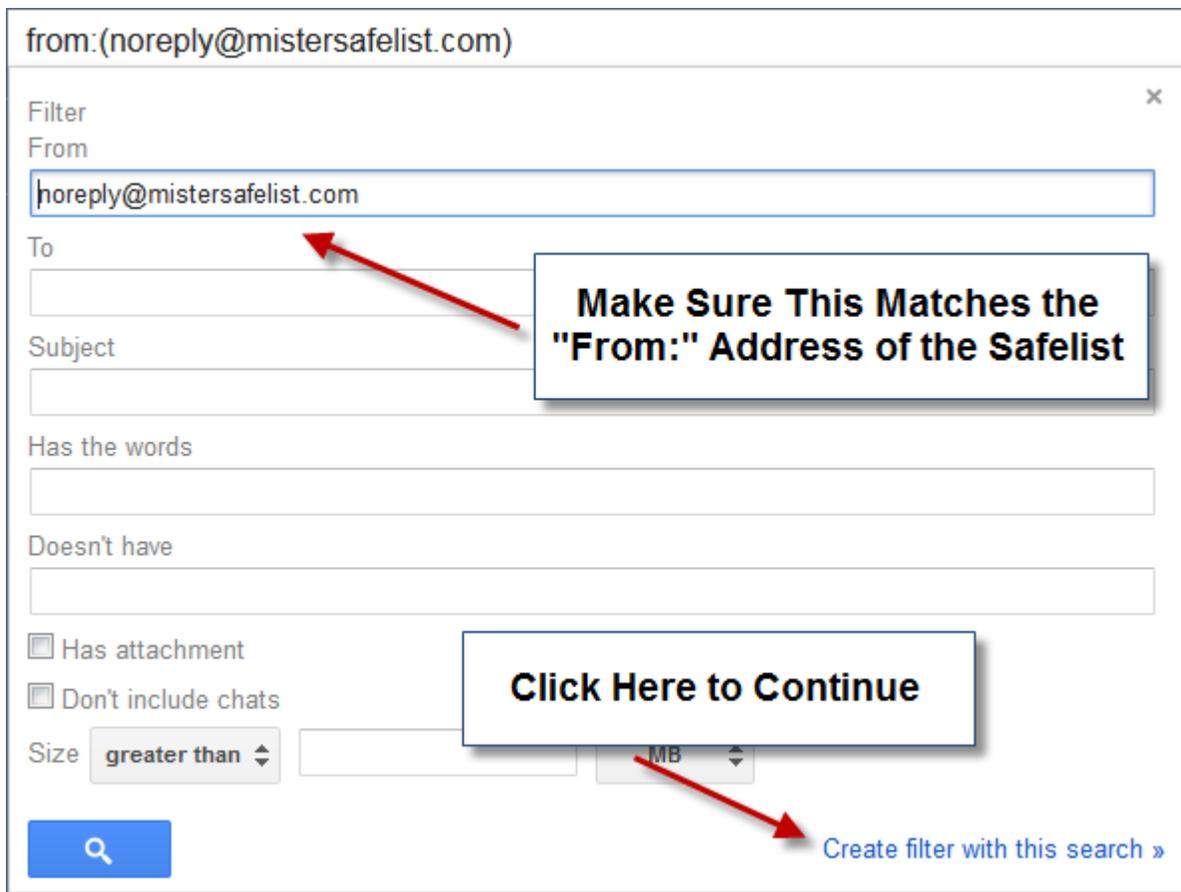 from:(noreply@mistersafelist.com)
×
Filter
From
noreply@mistersafelist.com
To
Make Sure This Matches the
"From:" Address of the Safelist
Subject
Has the words
Doesn't have
Has attachment
Don't include chats
Click Here to Continue
Size greater than MB
Create filter with this search »